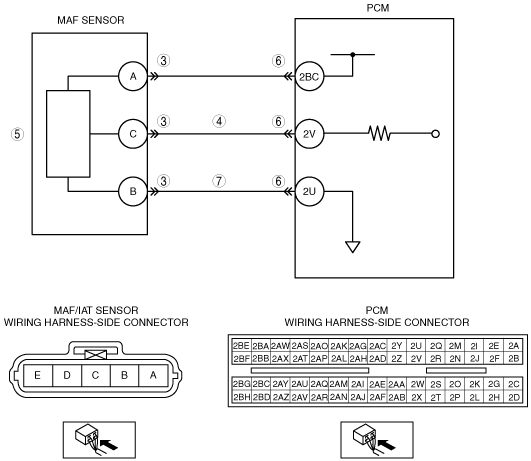 MAF SENSOR
PCM
A ③ ⑥ 2BC
C ③ ④ ⑥ 2V
⑤
B ③ ⑦ ⑥ 2U
MAF/IAT SENSOR
WIRING HARNESS-SIDE CONNECTOR
E D C B A
PCM
WIRING HARNESS-SIDE CONNECTOR
2BE 2BA 2AW 2AS 2AO 2AK 2AG 2AC 2Y 2U 2Q 2M 2I 2E 2A
2BF 2BB 2AX 2AT 2AP 2AL 2AH 2AD 2Z 2V 2R 2N 2J 2F 2B
2BG 2BC 2AY 2AU 2AQ 2AM 2AI 2AE 2AA 2W 2S 2O 2K 2G 2C
2BH 2BD 2AZ 2AV 2AR 2AN 2AJ 2AF 2AB 2X 2T 2P 2L 2H 2D